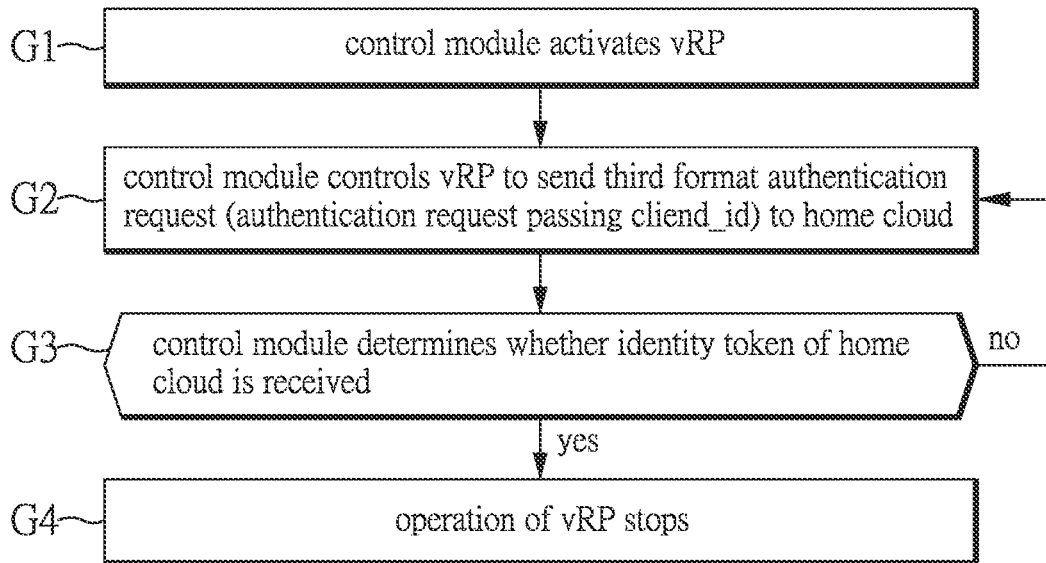 G1
control module activates vRP
G2
control module controls vRP to send third format authentication
request (authentication request passing cliend_id) to home cloud
G3
control module determines whether identity token of home
cloud is received
no
yes
G4
operation of vRP stops